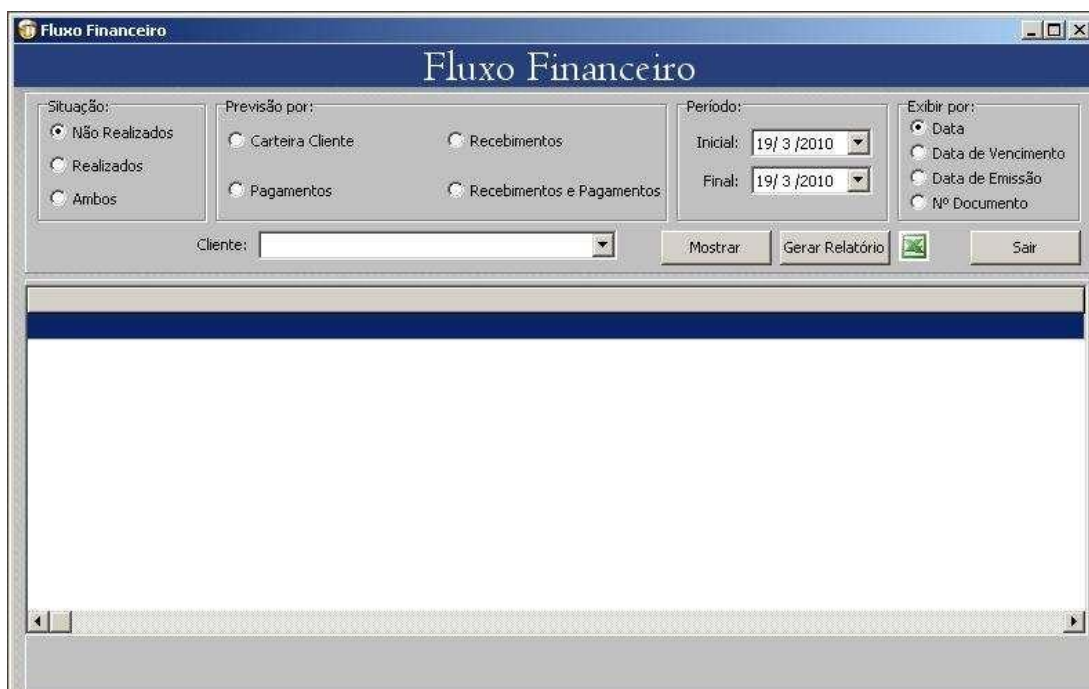 Fluxo Financeiro
Fluxo Financeiro
Situação:
Não Realizados
Realizados
Ambos
Previsão por:
Carteira Cliente
Recebimentos
Pagamentos
Recebimentos e Pagamentos
Período:
Inicial: 19/ 3 /2010
Final: 19/ 3 /2010
Exibir por:
Data
Data de Vencimento
Data de Emissão
Nº Documento
Cliente:
Mostrar
Gerar Relatório
Sair